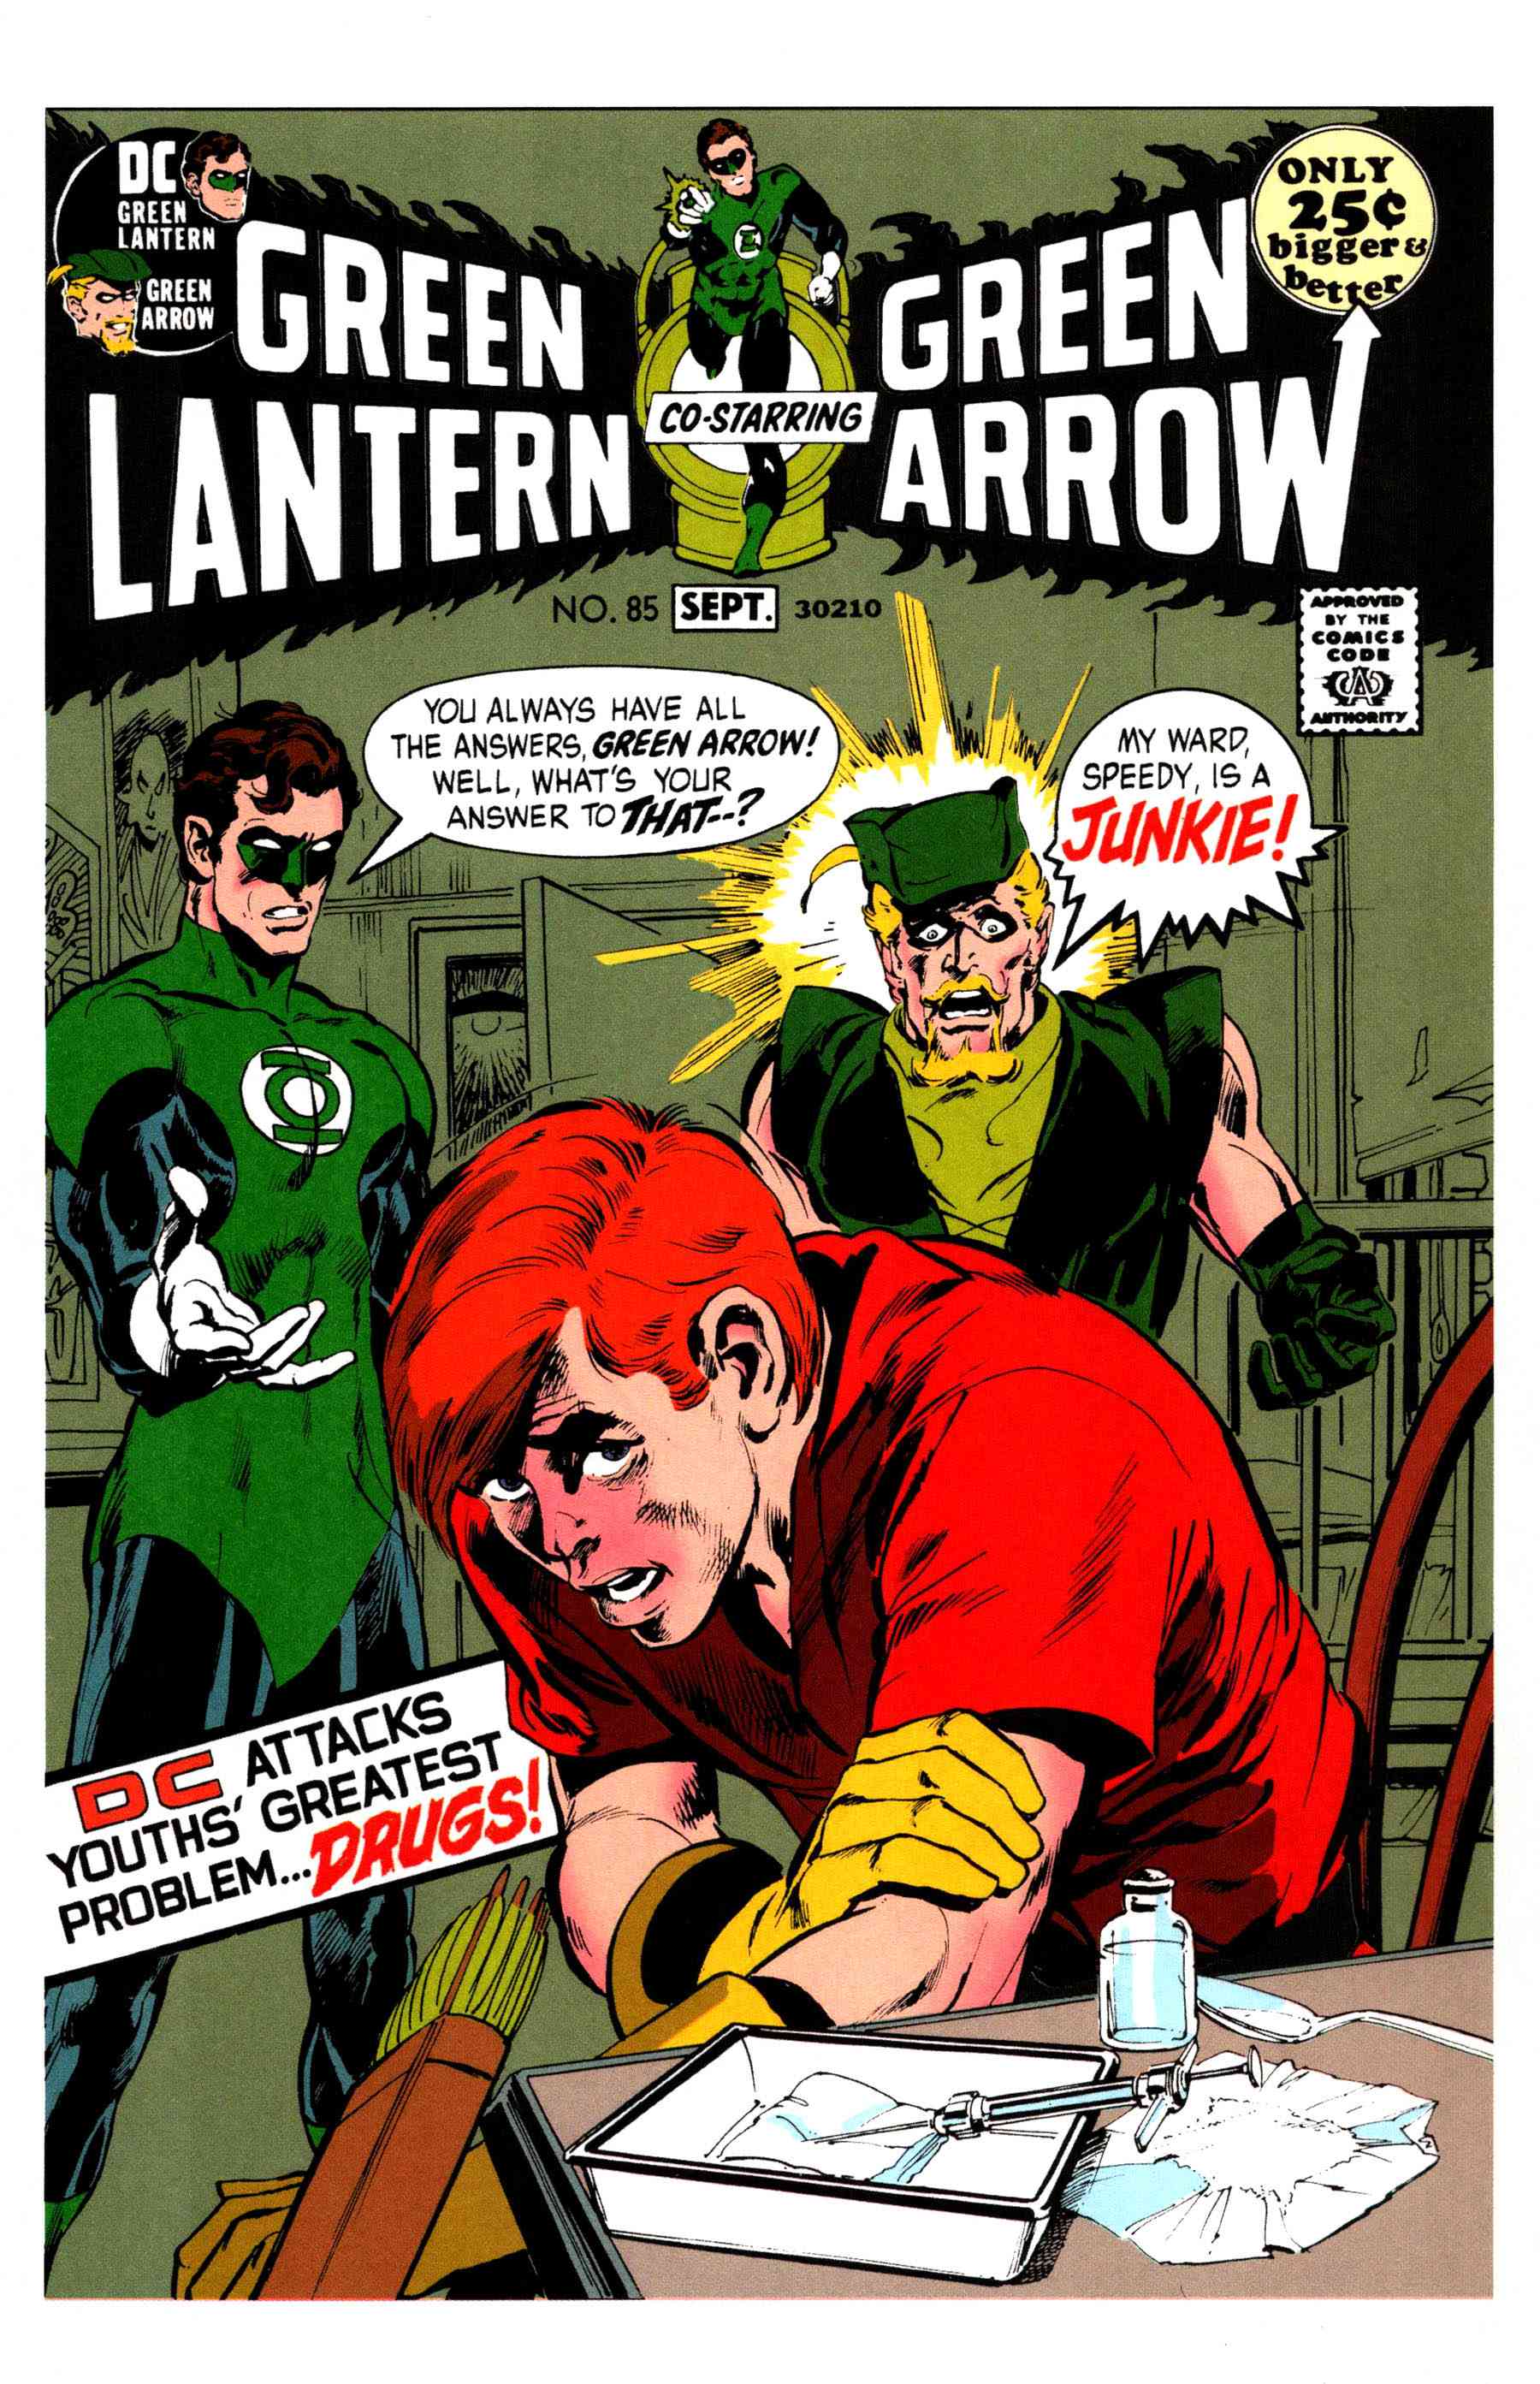 DC
GREEN
LANTERN
GREEN
ARROW
GREEN
LANTERN
CO-STARRING
GREEN
ARROW
ONLY
25¢
bigger &
better
NO. 85 SEPT. 30210
APPROVED
BY THE
COMICS
CODE
CA
AUTHORITY
YOU ALWAYS HAVE ALL
THE ANSWERS, GREEN ARROW!
WELL, WHAT'S YOUR
ANSWER TO THAT--?
MY WARD,
SPEEDY, IS A
JUNKIE!
DC ATTACKS
YOUTHS' GREATEST
PROBLEM...DRUGS!